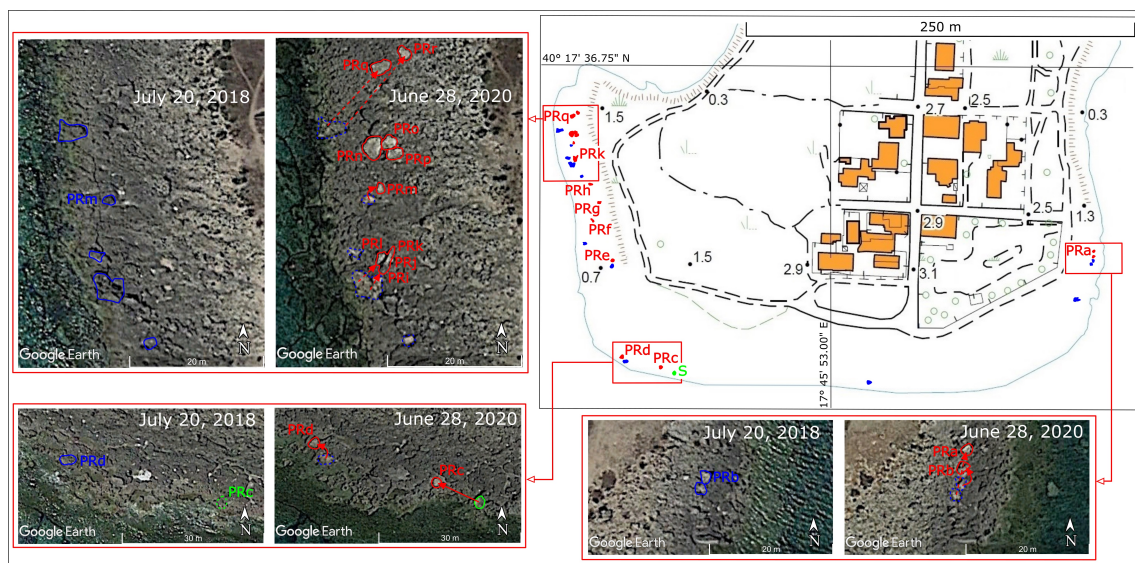 July 20, 2018
PRm
Google Earth
20 m
N
June 28, 2020
PRr
PRq
PRo
PRn
PRp
PRm
PRl
PRk
PRj
PRi
Google Earth
20 m
N
250 m
40° 17' 36.75" N
17° 45' 53.00" E
0.3
1.5
2.7
2.5
0.3
PRq
PRk
PRh
PRg
PRf
PRe
0.7
1.5
2.9
2.9
3.1
2.5
1.3
PRa
PRd
PRc
S
July 20, 2018
PRd
PRc
Google Earth
30 m
N
June 28, 2020
PRd
PRc
Google Earth
30 m
N
July 20, 2018
PRb
Google Earth
20 m
N
June 28, 2020
PRa
PRb
Google Earth
20 m
N